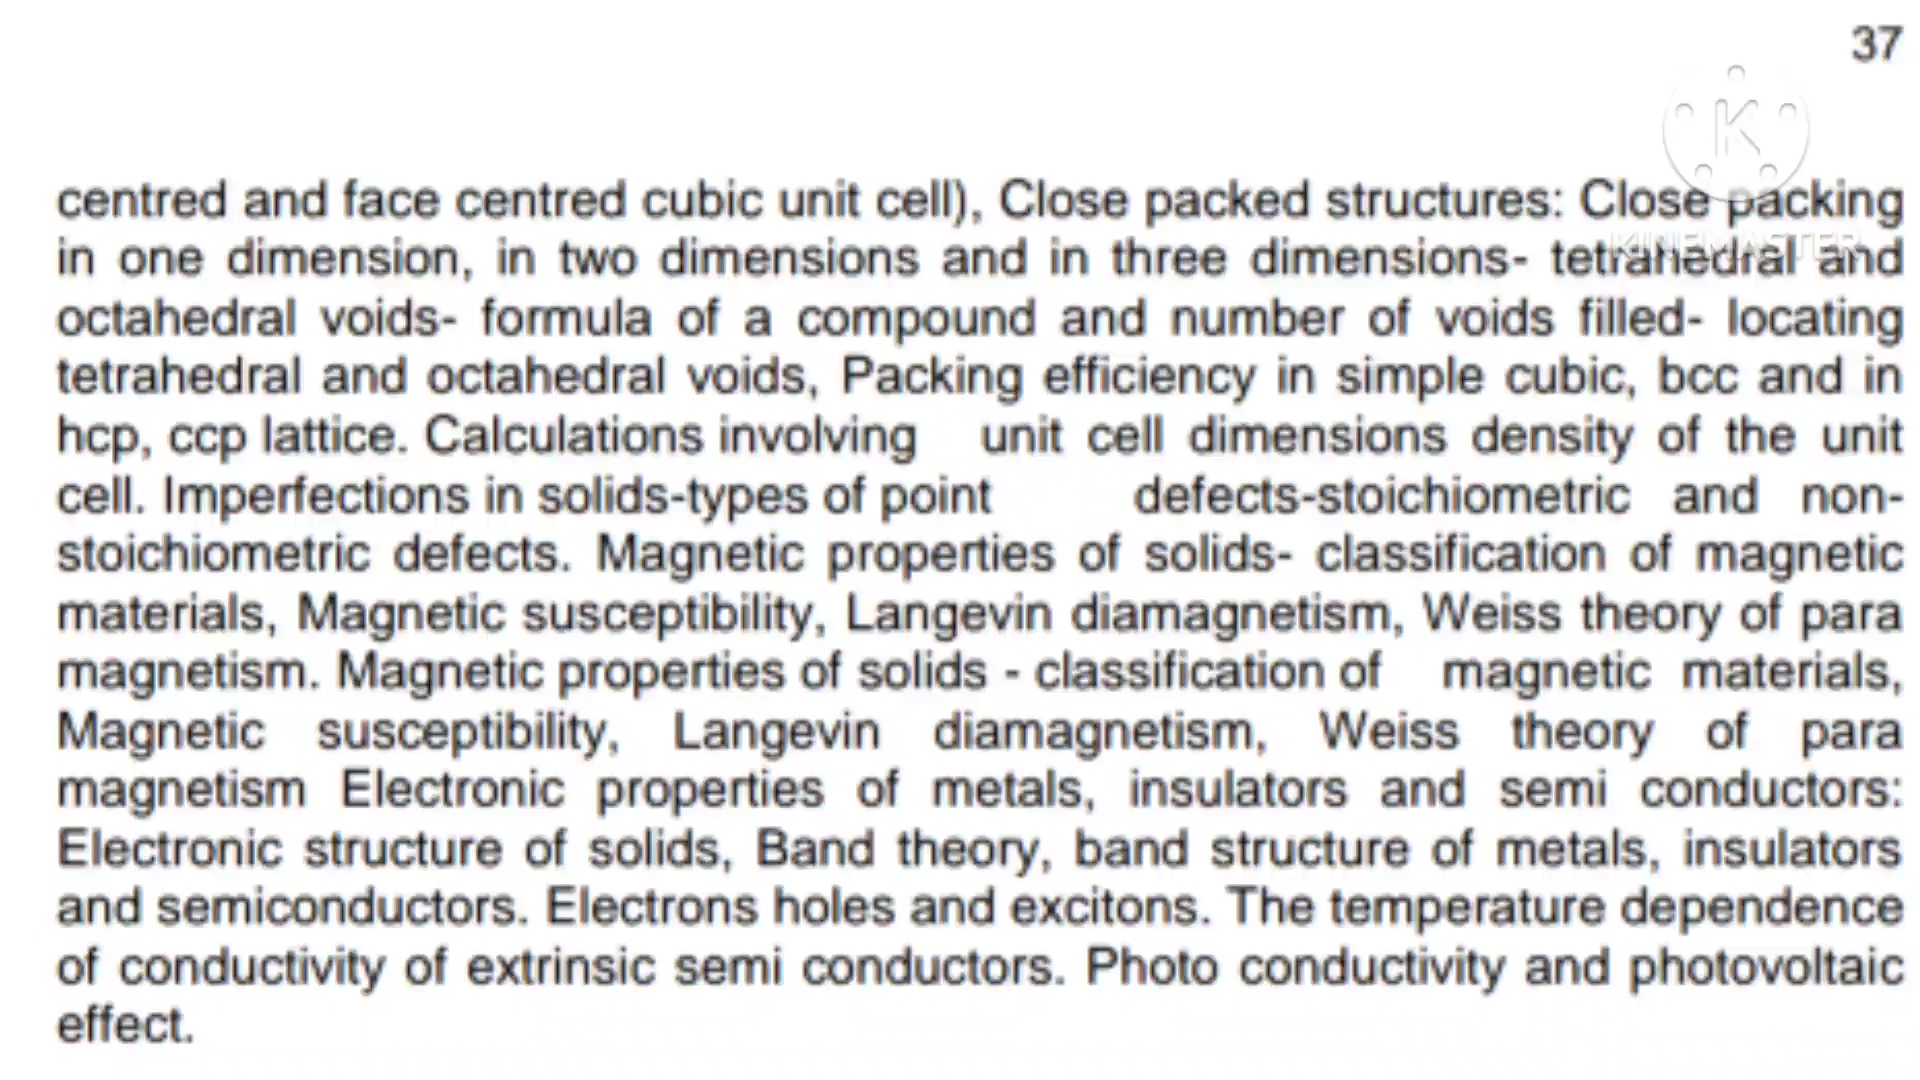 37
K
centred and face centred cubic unit cell), Close packed structures: Close packing
KINEMASTER
in one dimension, in two dimensions and in three dimensions- tetrahedral and
octahedral voids- formula of a compound and number of voids filled- locating
tetrahedral and octahedral voids, Packing efficiency in simple cubic, bcc and in
hcp, ccp lattice. Calculations involving unit cell dimensions density of the unit
cell. Imperfections in solids-types of point defects-stoichiometric and non-
stoichiometric defects. Magnetic properties of solids- classification of magnetic
materials, Magnetic susceptibility, Langevin diamagnetism, Weiss theory of para
magnetism. Magnetic properties of solids - classification of magnetic materials,
Magnetic susceptibility, Langevin diamagnetism, Weiss theory of para
magnetism Electronic properties of metals, insulators and semi conductors:
Electronic structure of solids, Band theory, band structure of metals, insulators
and semiconductors. Electrons holes and excitons. The temperature dependence
of conductivity of extrinsic semi conductors. Photo conductivity and photovoltaic
effect.